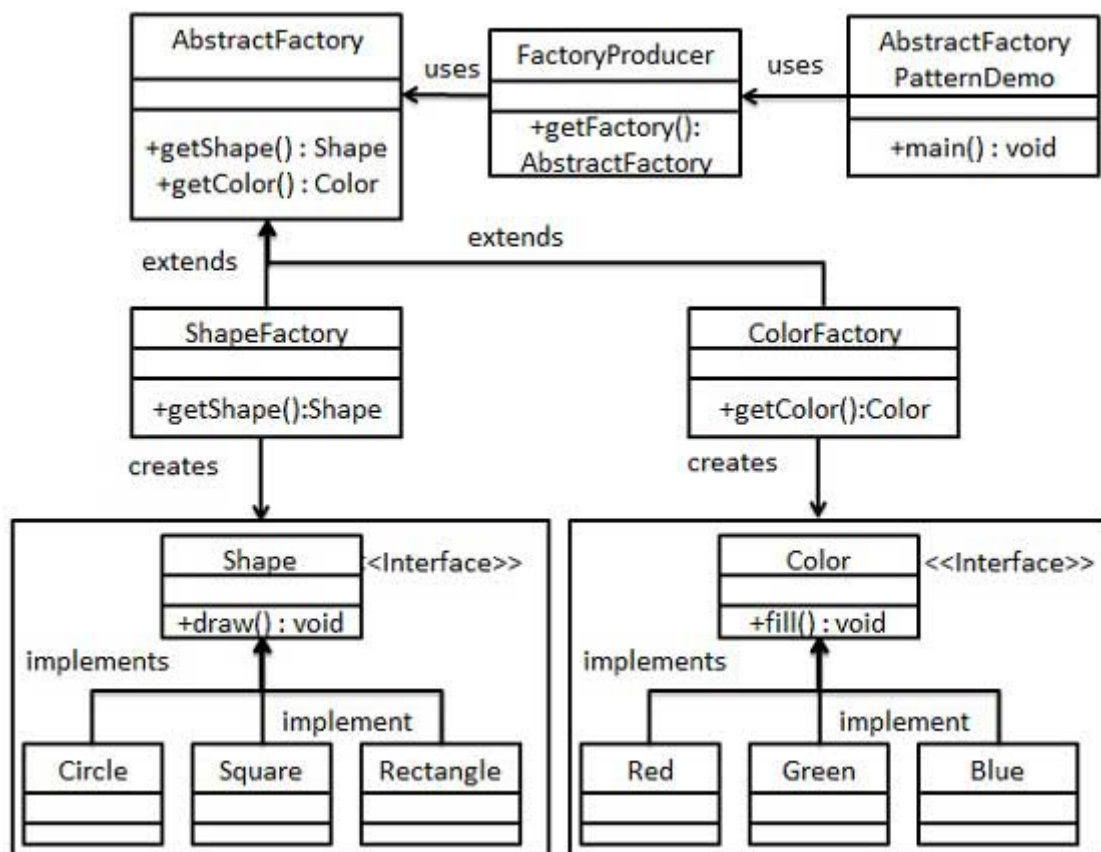 AbstractFactory
+getShape() : Shape
+getColor() : Color
uses
FactoryProducer
+getFactory():
AbstractFactory
uses
AbstractFactory
PatternDemo
+main() : void
extends
extends
ShapeFactory
+getShape():Shape
ColorFactory
+getColor():Color
creates
creates
Shape
<<Interface>>
+draw() : void
implements
implement
Circle
Square
Rectangle
Color
<<Interface>>
+fill() : void
implements
implement
Red
Green
Blue